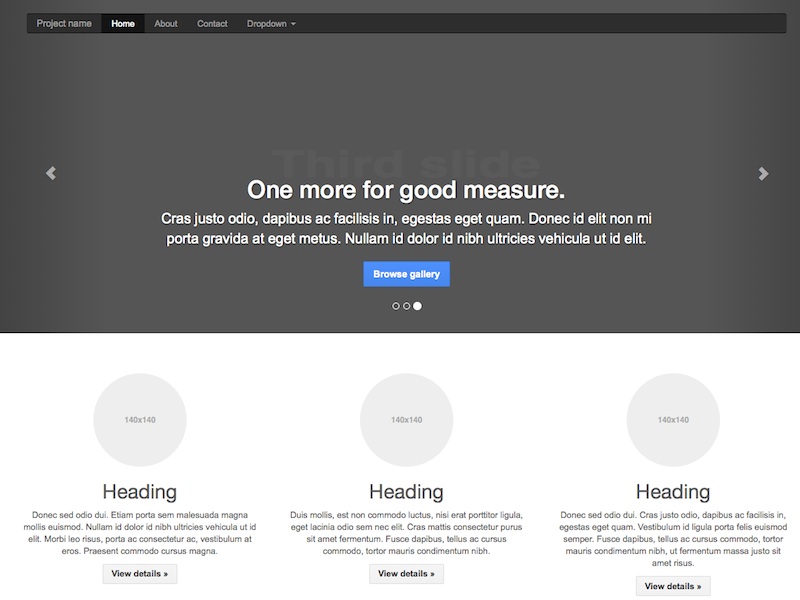 Project name Home About Contact Dropdown
Third slide
One more for good measure.
Cras justo odio, dapibus ac facilisis in, egestas eget quam. Donec id elit non mi
porta gravida at eget metus. Nullam id dolor id nibh ultricies vehicula ut id elit.
Browse gallery
140x140
Heading
Donec sed odio dui. Etiam porta sem malesuada magna
mollis euismod. Nullam id dolor id nibh ultricies vehicula ut id
elit. Morbi leo risus, porta ac consectetur ac, vestibulum at
eros. Praesent commodo cursus magna.
View details »
140x140
Heading
Duis mollis, est non commodo luctus, nisi erat porttitor ligula,
eget lacinia odio sem nec elit. Cras mattis consectetur purus
sit amet fermentum. Fusce dapibus, tellus ac cursus
commodo, tortor mauris condimentum nibh.
View details »
140x140
Heading
Donec sed odio dui. Cras justo odio, dapibus ac facilisis in,
egestas eget quam. Vestibulum id ligula porta felis euismod
semper. Fusce dapibus, tellus ac cursus commodo, tortor
mauris condimentum nibh, ut fermentum massa justo sit
amet risus.
View details »